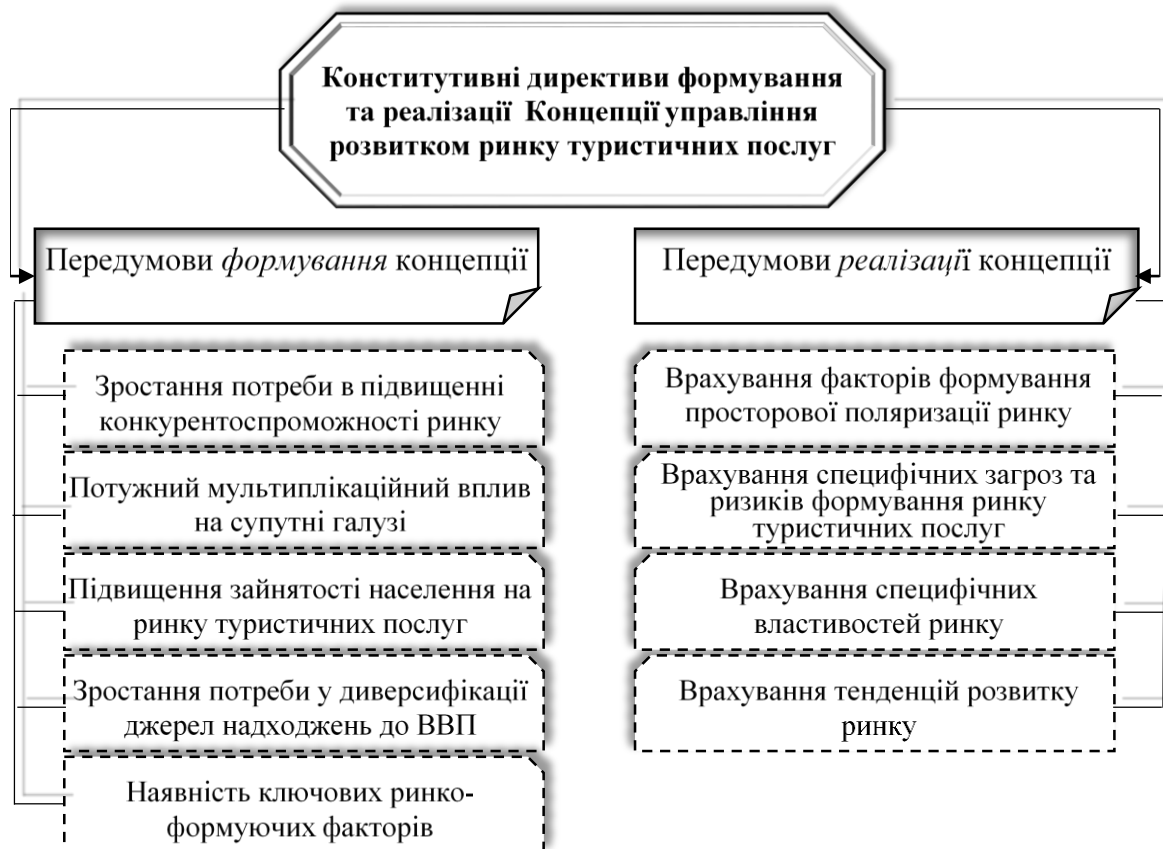 Конститутивні директиви формування
та реалізації Концепції управління
розвитком ринку туристичних послуг
Передумови формування концепції
Зростання потреби в підвищенні
конкурентоспроможності ринку
Потужний мультиплікаційний вплив
на супутні галузі
Підвищення зайнятості населення на
ринку туристичних послуг
Зростання потреби у диверсифікації
джерел надходжень до ВВП
Наявність ключових ринко-
формуючих факторів
Передумови реалізації концепції
Врахування факторів формування
просторової поляризації ринку
Врахування специфічних загроз та
ризиків формування ринку
туристичних послуг
Врахування специфічних
властивостей ринку
Врахування тенденцій розвитку
ринку